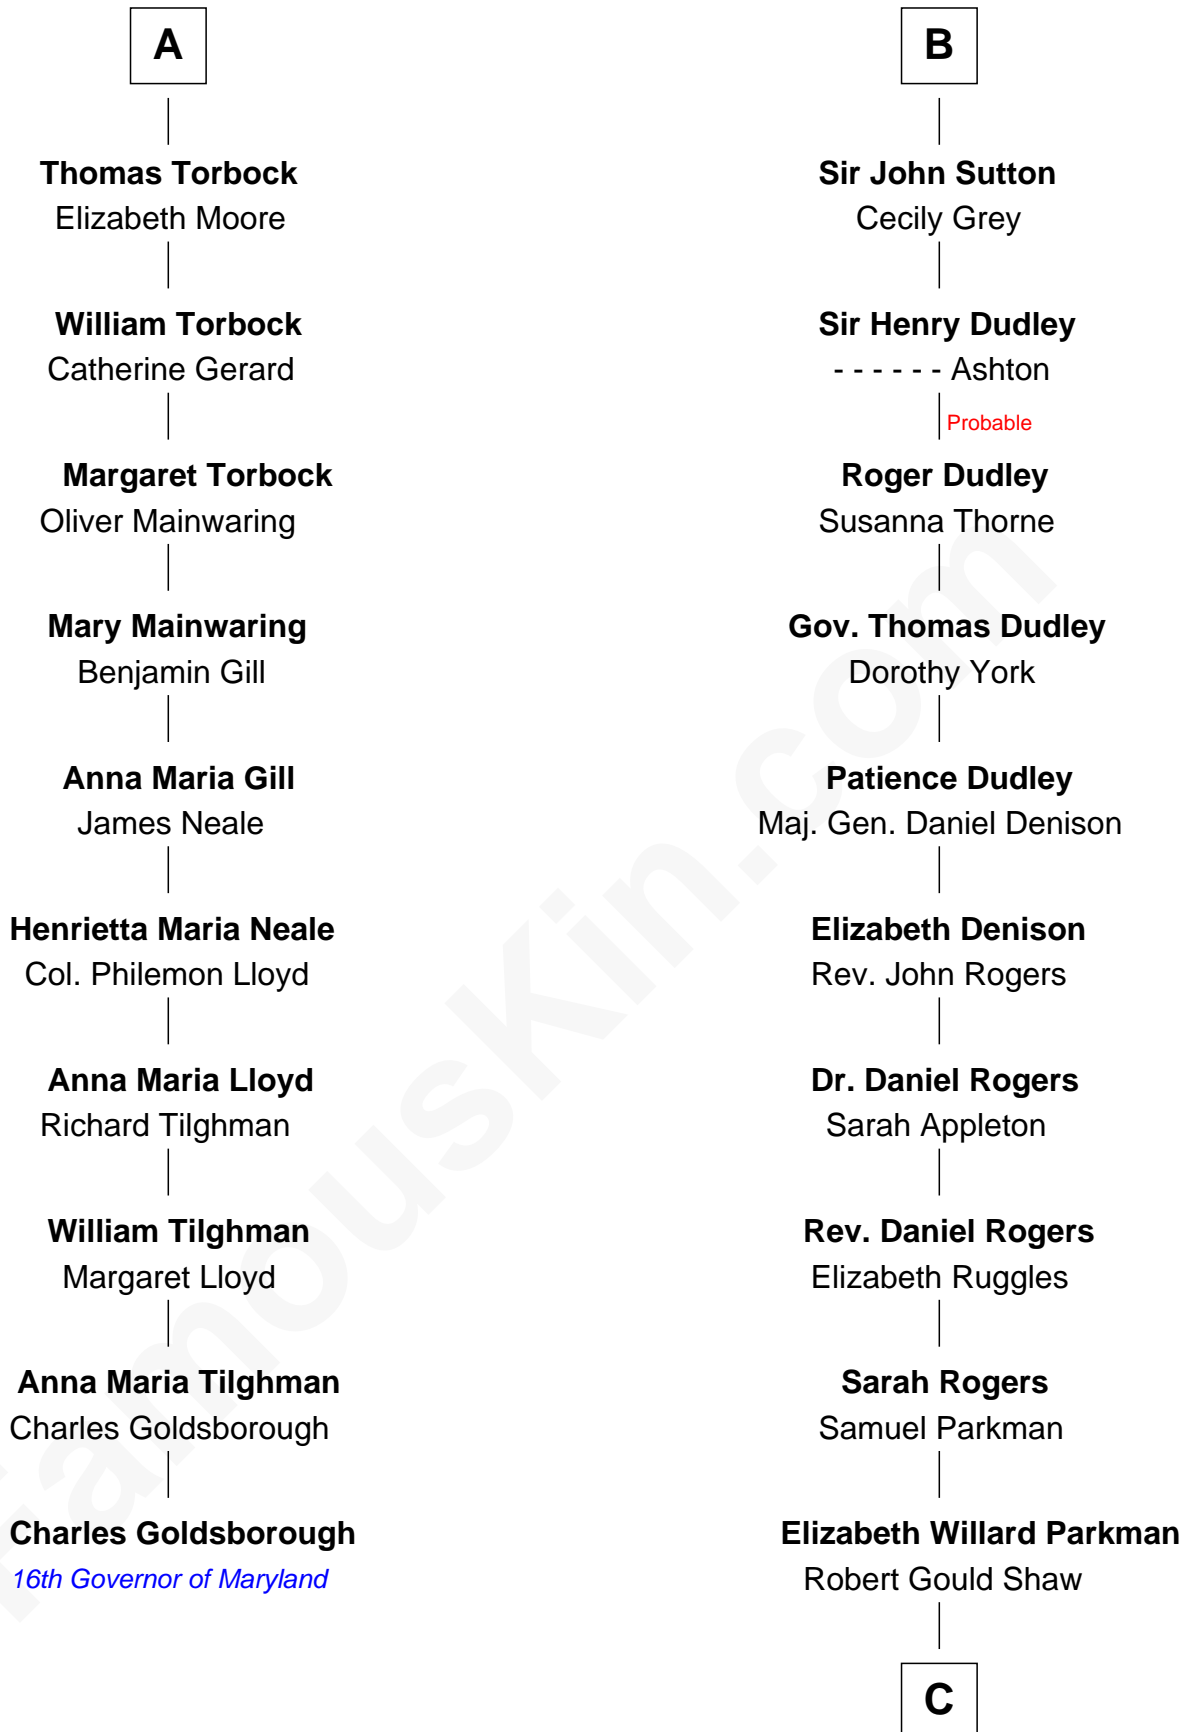 A
Thomas Torbock
Elizabeth Moore
William Torbock
Catherine Gerard
Margaret Torbock
Oliver Mainwaring
Mary Mainwaring
Benjamin Gill
Anna Maria Gill
James Neale
Henrietta Maria Neale
Col. Philemon Lloyd
Anna Maria Lloyd
Richard Tilghman
William Tilghman
Margaret Lloyd
Anna Maria Tilghman
Charles Goldsborough
Charles Goldsborough
16th Governor of Maryland
B
Sir John Sutton
Cecily Grey
Sir Henry Dudley
- - - - - - Ashton
Probable
Roger Dudley
Susanna Thorne
Gov. Thomas Dudley
Dorothy York
Patience Dudley
Maj. Gen. Daniel Denison
Elizabeth Denison
Rev. John Rogers
Dr. Daniel Rogers
Sarah Appleton
Rev. Daniel Rogers
Elizabeth Ruggles
Sarah Rogers
Samuel Parkman
Elizabeth Willard Parkman
Robert Gould Shaw
C
FamousKin.com